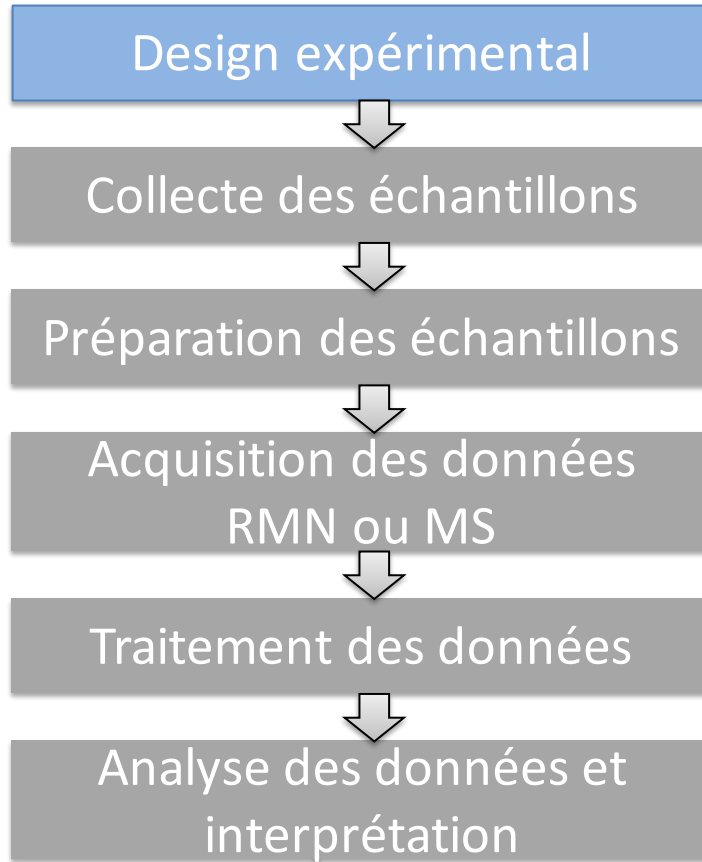 Design expérimental
Collecte des échantillons
Préparation des échantillons
Acquisition des données
RMN ou MS
Traitement des données
Analyse des données et
interprétation